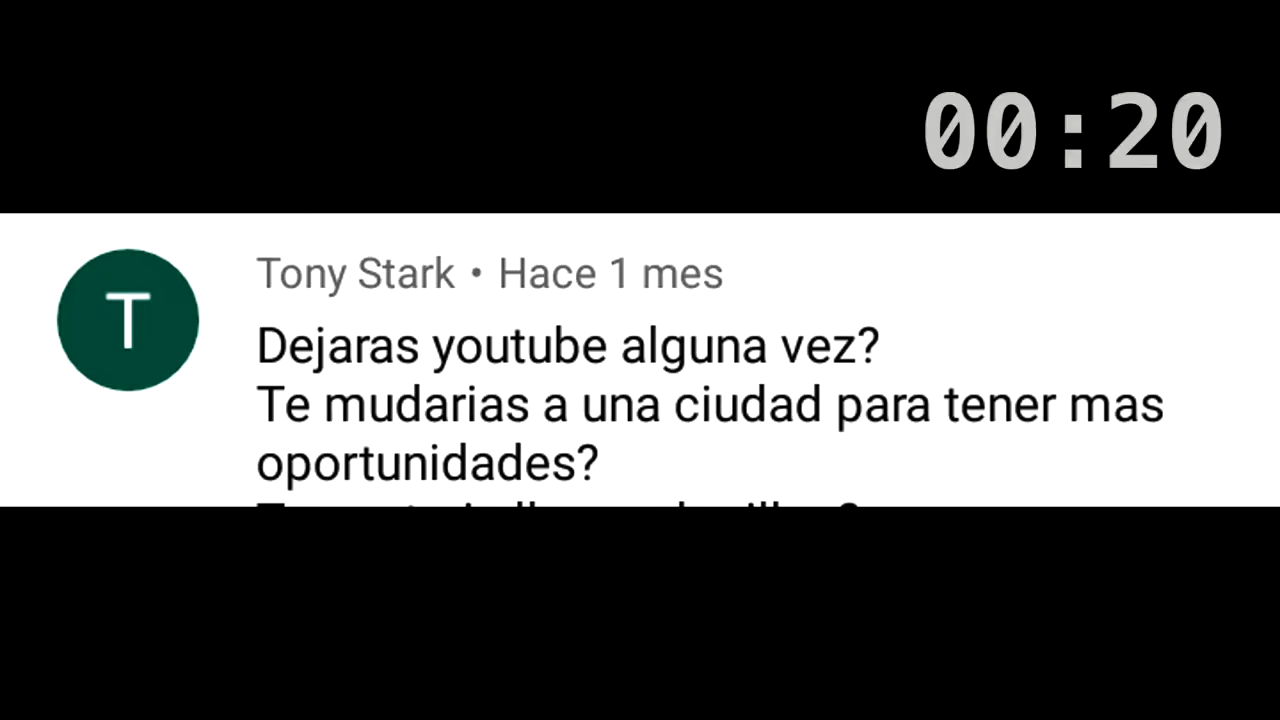 00:20
Tony Stark • Hace 1 mes
Dejaras youtube alguna vez?
Te mudarias a una ciudad para tener mas
oportunidades?